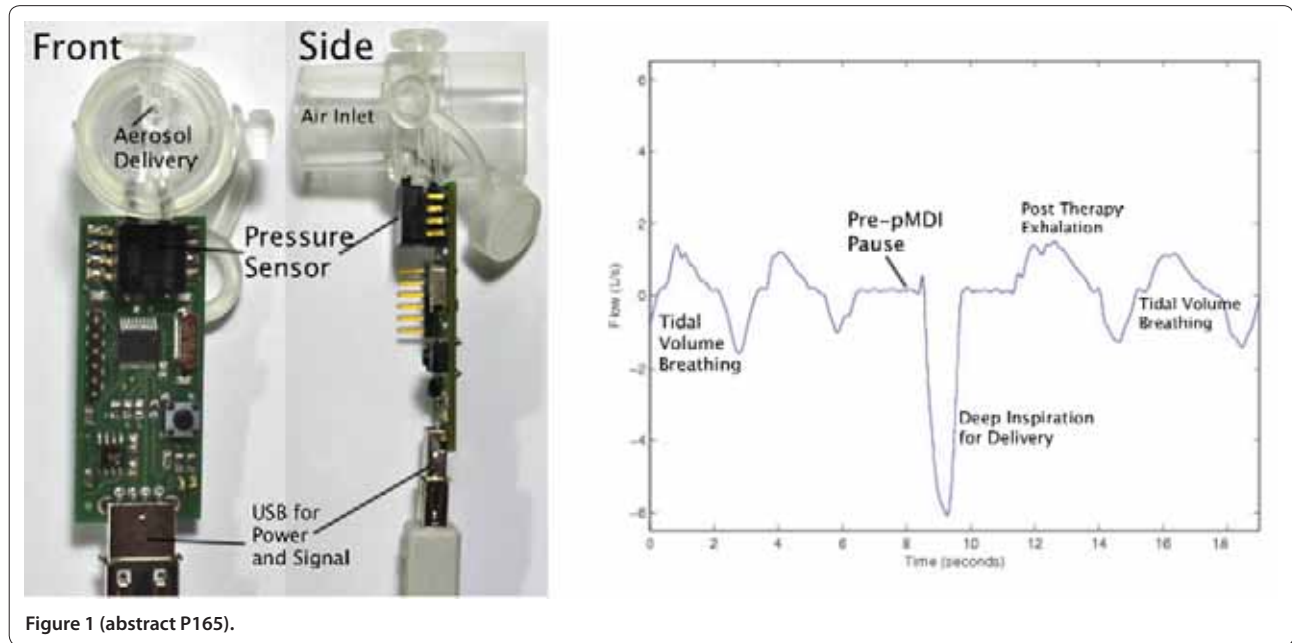 Front
Side
Aerosol
Delivery
Air Inlet
Pressure
Sensor
USB for
Power
and Signal
6
4
2
0
-2
-4
-6
Flow (L/s)
0 2 4 6 8 10 12 14 16 18
Time (seconds)
Tidal
Volume
Breathing
Pre-pMDI
Pause
Deep Inspiration
for Delivery
Post Therapy
Exhalation
Tidal Volume
Breathing
Figure 1 (abstract P165).